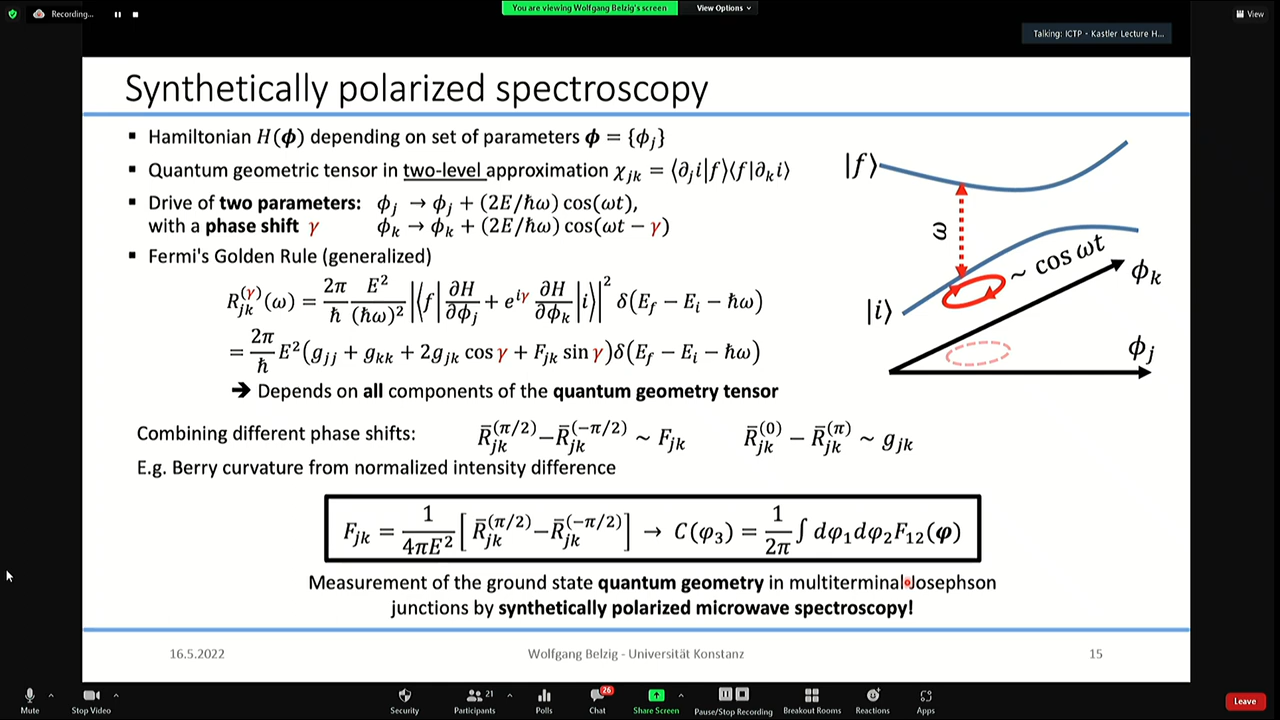 Recording...
You are viewing Wolfgang Belzig's screen
View Options
View
Talking: ICTP - Kastler Lecture H...
Synthetically polarized spectroscopy
▪ Hamiltonian H(𝝓) depending on set of parameters 𝝓 = {ϕ_j}
▪ Quantum geometric tensor in two-level approximation χ_jk = ⟨∂_j i|f⟩⟨f|∂_k i⟩
▪ Drive of two parameters: ϕ_j → ϕ_j + (2E/ħω) cos(ωt),
with a phase shift γ ϕ_k → ϕ_k + (2E/ħω) cos(ωt − γ)
▪ Fermi's Golden Rule (generalized)
R_jk^(γ)(ω) = 2π/ħ E²/(ħω)² |⟨f| ∂H/∂ϕ_j + e^{iγ} ∂H/∂ϕ_k |i⟩|² δ(E_f − E_i − ħω)
= 2π/ħ E²(g_jj + g_kk + 2g_jk cos γ + F_jk sin γ)δ(E_f − E_i − ħω)
➔ Depends on all components of the quantum geometry tensor
|f⟩
ω
~ cos ωt
ϕ_k
|i⟩
ϕ_j
Combining different phase shifts: R̄_jk^(π/2) − R̄_jk^(−π/2) ~ F_jk R̄_jk^(0) − R̄_jk^(π) ~ g_jk
E.g. Berry curvature from normalized intensity difference
F_jk = 1/(4πE²) [R̄_jk^(π/2) − R̄_jk^(−π/2)] → C(φ₃) = 1/2π ∫ dφ₁dφ₂F₁₂(𝝋)
Measurement of the ground state quantum geometry in multiterminal Josephson
junctions by synthetically polarized microwave spectroscopy!
16.5.2022 Wolfgang Belzig - Universität Konstanz 15
21
26
Mute Stop Video Security Participants Polls Chat Share Screen Pause/Stop Recording Breakout Rooms Reactions Apps Leave